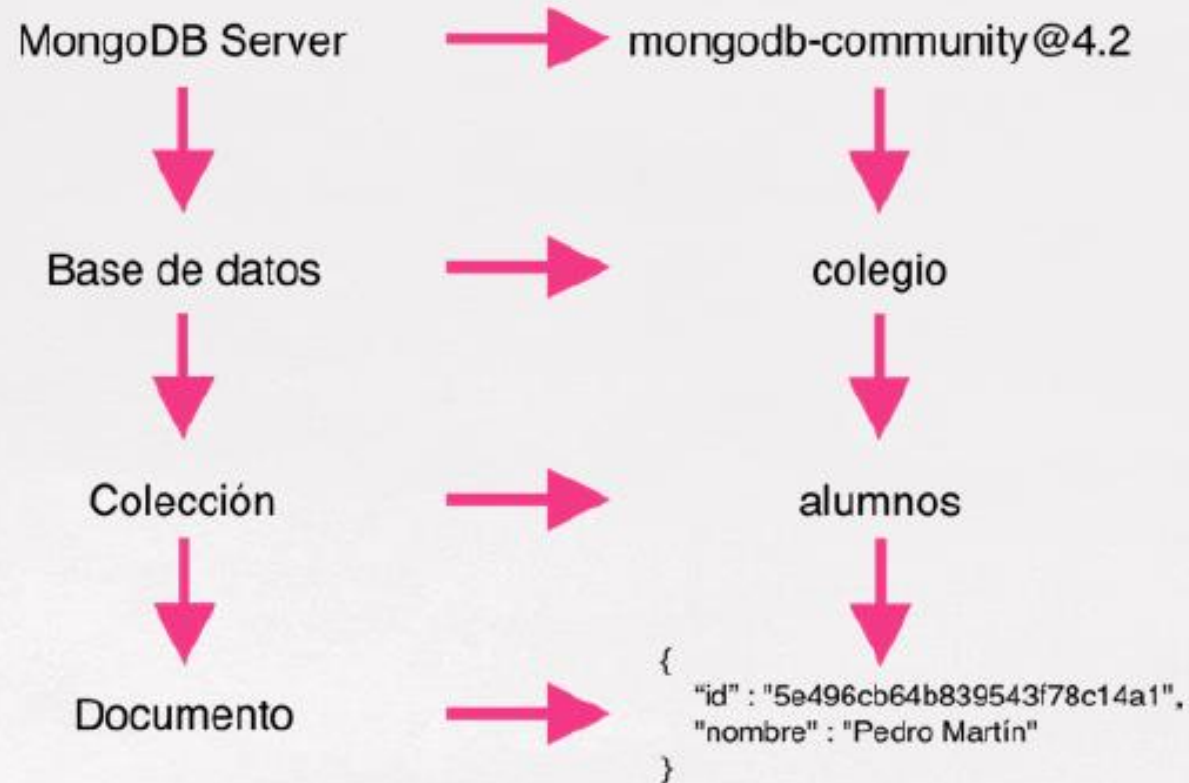 MongoDB Server
mongodb-community@4.2
Base de datos
colegio
Colección
alumnos
Documento
{
“id” : "5e496cb64b839543f78c14a1",
"nombre" : "Pedro Martín"
}